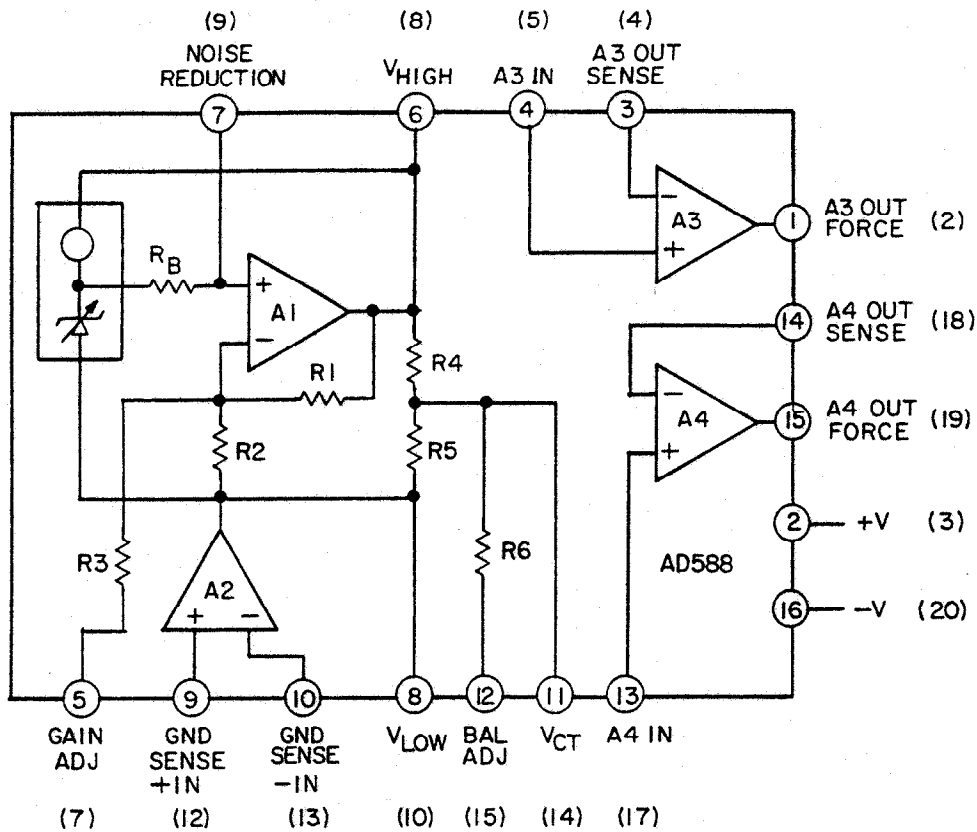 (9)
NOISE
REDUCTION
7
(8)
VHIGH
6
(5)
A3 IN
4
(4)
A3 OUT
SENSE
3
RB
+
−
A1
R1
R2
R3
R4
R5
R6
A2
+
−
−
A3
+
1
A3 OUT
FORCE
(2)
14
A4 OUT
SENSE
(18)
−
A4
+
15
A4 OUT
FORCE
(19)
2
+V
(3)
AD588
16
−V
(20)
5
GAIN
ADJ
(7)
9
GND
SENSE
+IN
(12)
10
GND
SENSE
−IN
(13)
8
VLOW
(10)
12
BAL
ADJ
(15)
11
VCT
(14)
13
A4 IN
(17)